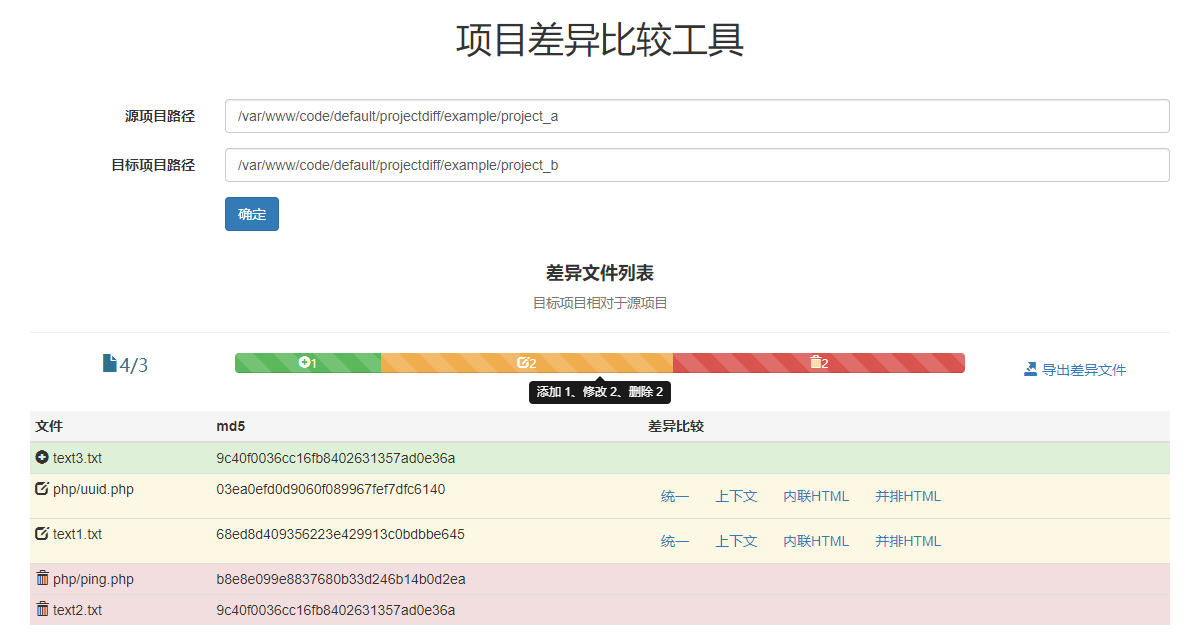 项目差异比较工具
源项目路径 /var/www/code/default/projectdiff/example/project_a
目标项目路径 /var/www/code/default/projectdiff/example/project_b
确定
差异文件列表
目标项目相对于源项目
4/3 1 2 2 导出差异文件
添加 1、修改 2、删除 2
文件 md5 差异比较
text3.txt 9c40f0036cc16fb8402631357ad0e36a
php/uuid.php 03ea0efd0d9060f089967fef7dfc6140 统一 上下文 内联HTML 并排HTML
text1.txt 68ed8d409356223e429913c0bdbbe645 统一 上下文 内联HTML 并排HTML
php/ping.php b8e8e099e8837680b33d246b14b0d2ea
text2.txt 9c40f0036cc16fb8402631357ad0e36a